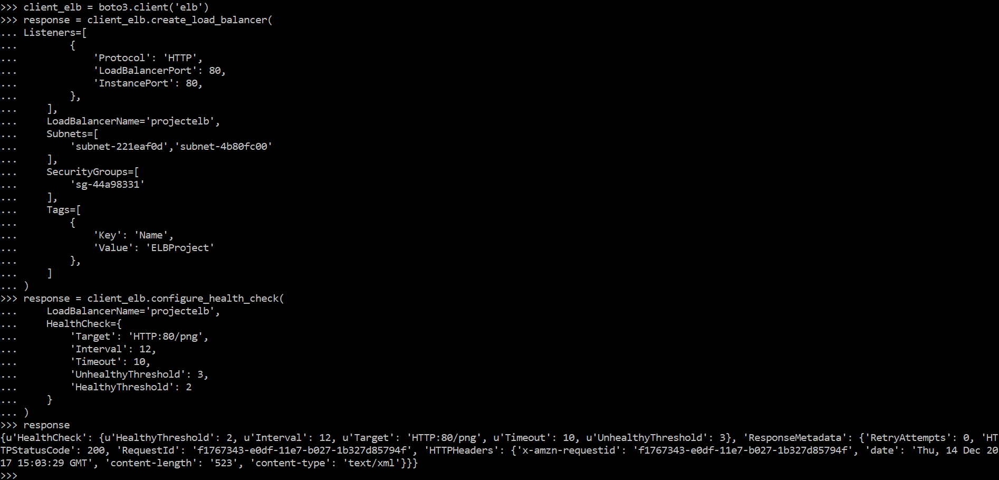 >>> client_elb = boto3.client('elb')
>>> response = client_elb.create_load_balancer(
... Listeners=[
...         {
...             'Protocol': 'HTTP',
...             'LoadBalancerPort': 80,
...             'InstancePort': 80,
...         },
...     ],
...     LoadBalancerName='projectelb',
...     Subnets=[
...         'subnet-221eaf0d','subnet-4b80fc00'
...     ],
...     SecurityGroups=[
...         'sg-44a98331'
...     ],
...     Tags=[
...         {
...             'Key': 'Name',
...             'Value': 'ELBProject'
...         },
...     ]
... )
>>> response = client_elb.configure_health_check(
...     LoadBalancerName='projectelb',
...     HealthCheck={
...         'Target': 'HTTP:80/png',
...         'Interval': 12,
...         'Timeout': 10,
...         'UnhealthyThreshold': 3,
...         'HealthyThreshold': 2
...     }
... )
>>> response
{u'HealthCheck': {u'HealthyThreshold': 2, u'Interval': 12, u'Target': 'HTTP:80/png', u'Timeout': 10, u'UnhealthyThreshold': 3}, 'ResponseMetadata': {'RetryAttempts': 0, 'HT
TPStatusCode': 200, 'RequestId': 'f1767343-e0df-11e7-b027-1b327d85794f', 'HTTPHeaders': {'x-amzn-requestid': 'f1767343-e0df-11e7-b027-1b327d85794f', 'date': 'Thu, 14 Dec 20
17 15:03:29 GMT', 'content-length': '523', 'content-type': 'text/xml'}}}
>>>